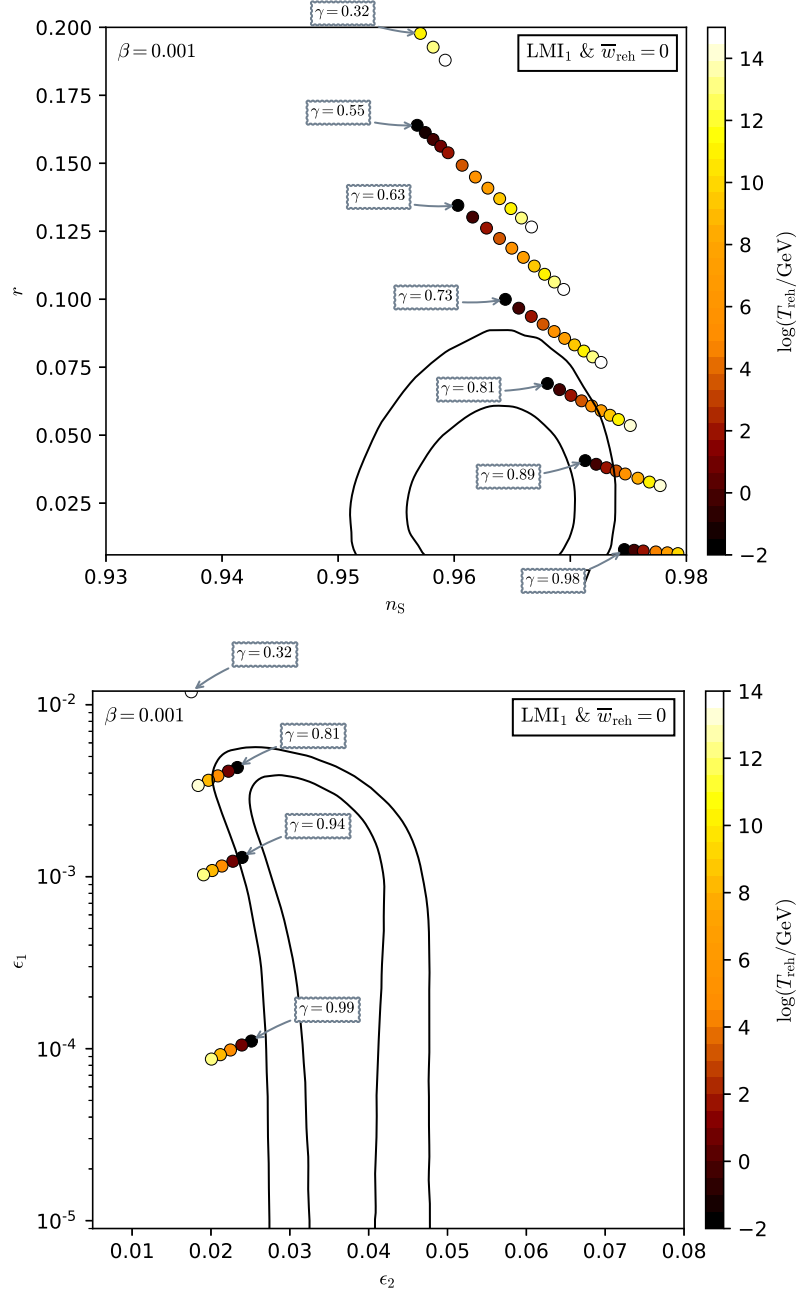 γ = 0.32
β = 0.001
LMI₁ & w̅_reh = 0
γ = 0.55
γ = 0.63
γ = 0.73
γ = 0.81
γ = 0.89
γ = 0.98
0.200
0.175
0.150
0.125
0.100
0.075
0.050
0.025
r
0.93 0.94 0.95 0.96 0.97 0.98
n_S
14
12
10
8
6
4
2
0
−2
log(T_reh/GeV)
γ = 0.32
β = 0.001
LMI₁ & w̅_reh = 0
γ = 0.81
γ = 0.94
γ = 0.99
10⁻²
10⁻³
10⁻⁴
10⁻⁵
ϵ₁
0.01 0.02 0.03 0.04 0.05 0.06 0.07 0.08
ϵ₂
14
12
10
8
6
4
2
0
−2
log(T_reh/GeV)